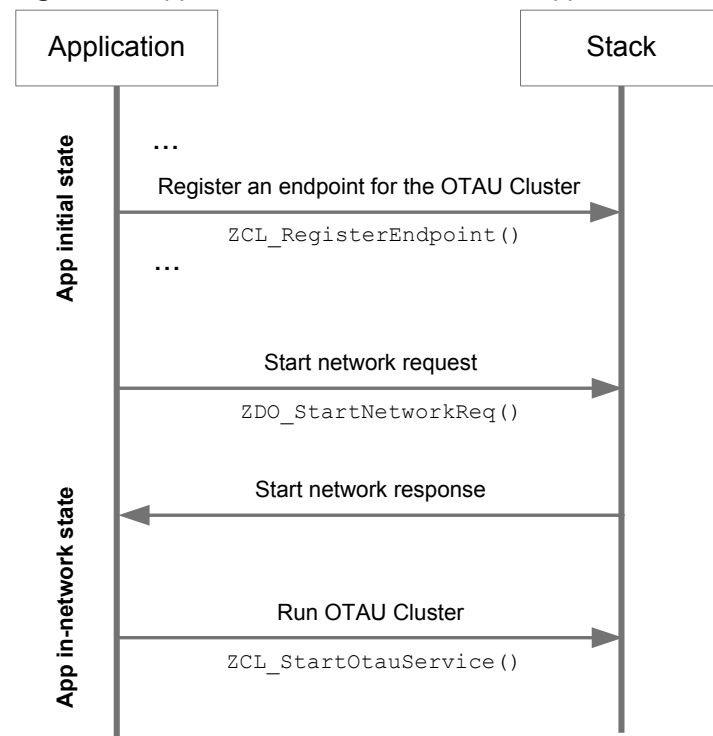 Application
Stack
App initial state
...
Register an endpoint for the OTAU Cluster
ZCL_RegisterEndpoint()
...
Start network request
ZDO_StartNetworkReq()
App in-network state
Start network response
Run OTAU Cluster
ZCL_StartOtauService()